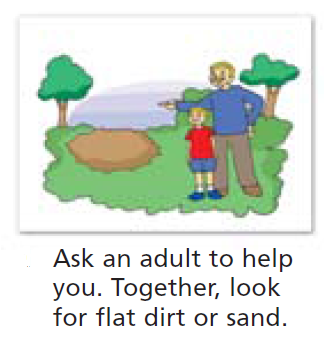 Ask an adult to help
you. Together, look
for flat dirt or sand.